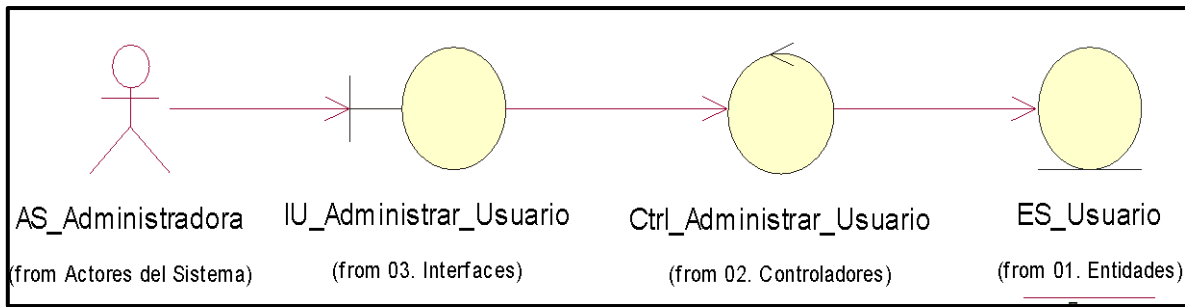 AS_Administradora
(from Actores del Sistema)
IU_Administrar_Usuario
(from 03. Interfaces)
Ctrl_Administrar_Usuario
(from 02. Controladores)
ES_Usuario
(from 01. Entidades)